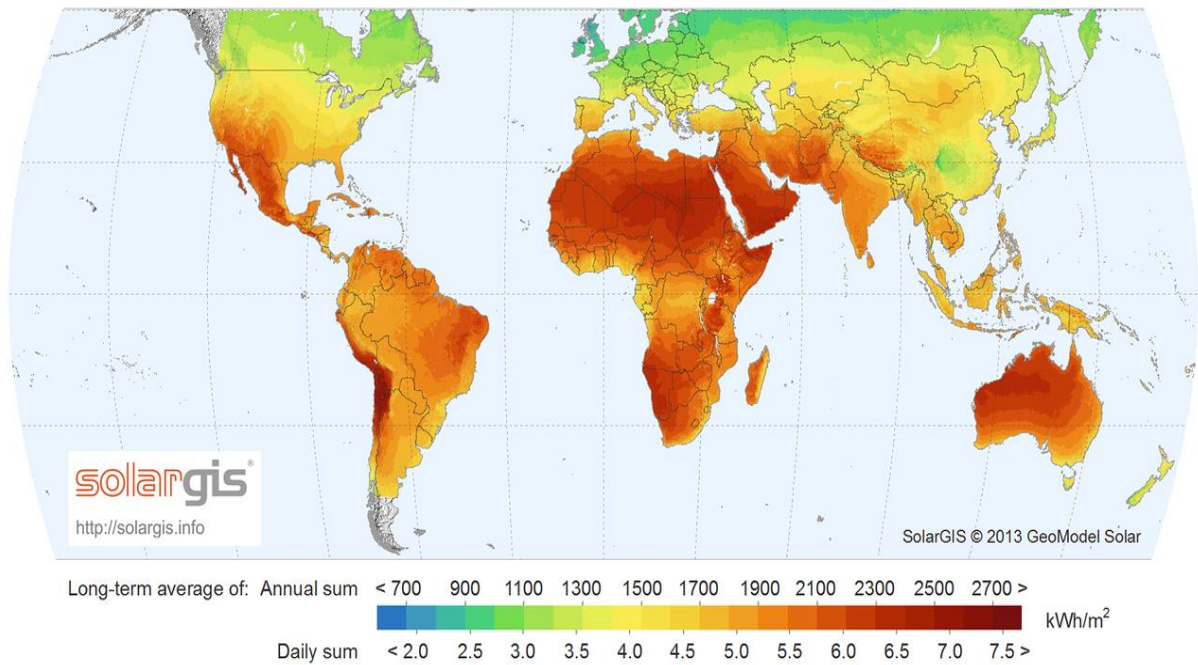 solargis®
http://solargis.info
SolarGIS © 2013 GeoModel Solar
Long-term average of: Annual sum < 700 900 1100 1300 1500 1700 1900 2100 2300 2500 2700 >
kWh/m²
Daily sum < 2.0 2.5 3.0 3.5 4.0 4.5 5.0 5.5 6.0 6.5 7.0 7.5 >